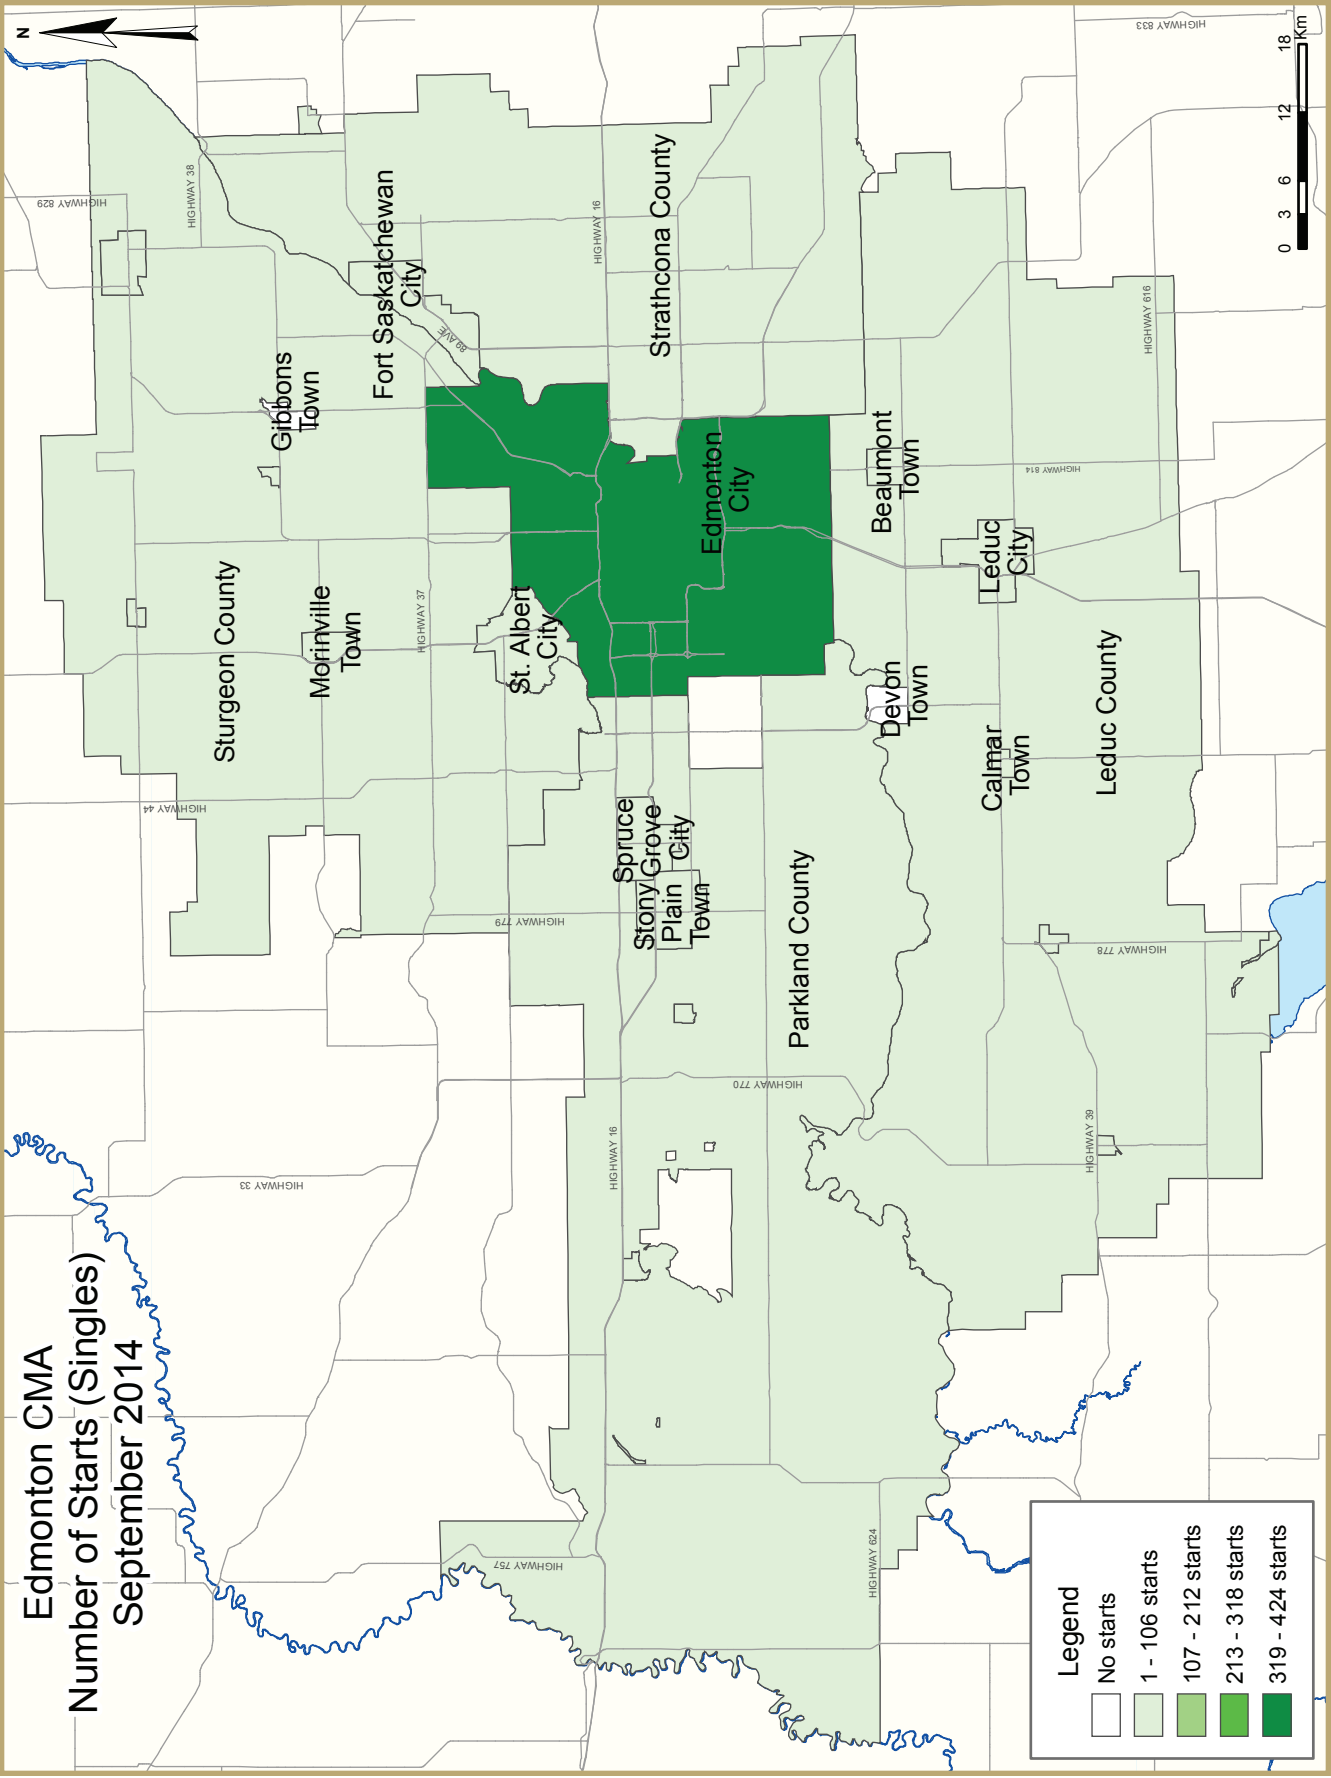 Edmonton CMA
Number of Starts (Singles)
September 2014
N
HIGHWAY 829
HIGHWAY 38
HIGHWAY 833
Gibbons
Town
Fort Saskatchewan
City
89 AVE
HIGHWAY 16
Strathcona County
Sturgeon County
Morinville
Town
HIGHWAY 37
St. Albert
City
Edmonton
City
Beaumont
Town
HIGHWAY 814
HIGHWAY 616
Leduc
City
HIGHWAY 44
HIGHWAY 779
Spruce
Grove
City
Stony
Plain
Town
Parkland County
Devon
Town
Calmar
Town
Leduc County
HIGHWAY 778
HIGHWAY 770
HIGHWAY 33
HIGHWAY 16
HIGHWAY 39
HIGHWAY 757
HIGHWAY 624
Legend
No starts
1 - 106 starts
107 - 212 starts
213 - 318 starts
319 - 424 starts
0 3 6 12 18
Km